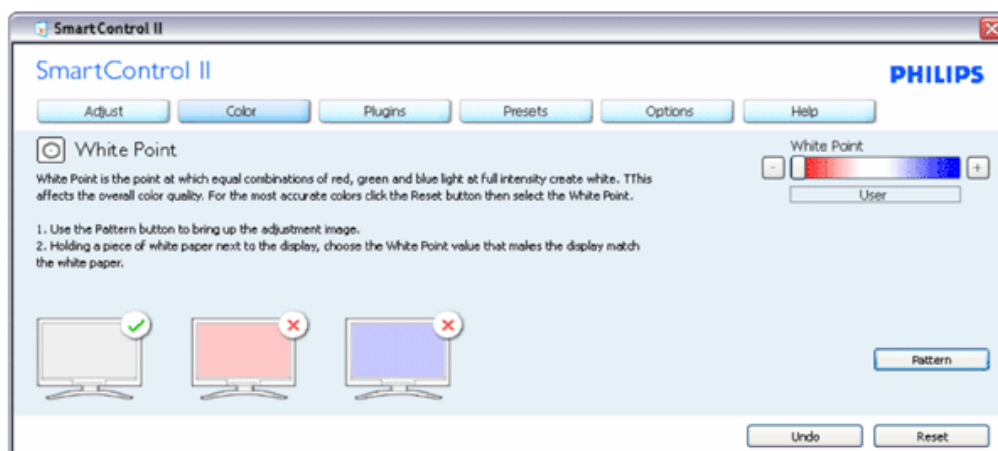 SmartControl II
SmartControl II
PHILIPS
Adjust Color Plugins Presets Options Help
White Point
White Point is the point at which equal combinations of red, green and blue light at full intensity create white. TThis
affects the overall color quality. For the most accurate colors click the Reset button then select the White Point.
1. Use the Pattern button to bring up the adjustment image.
2. Holding a piece of white paper next to the display, choose the White Point value that makes the display match
the white paper.
White Point
- +
User
Pattern
Undo Reset